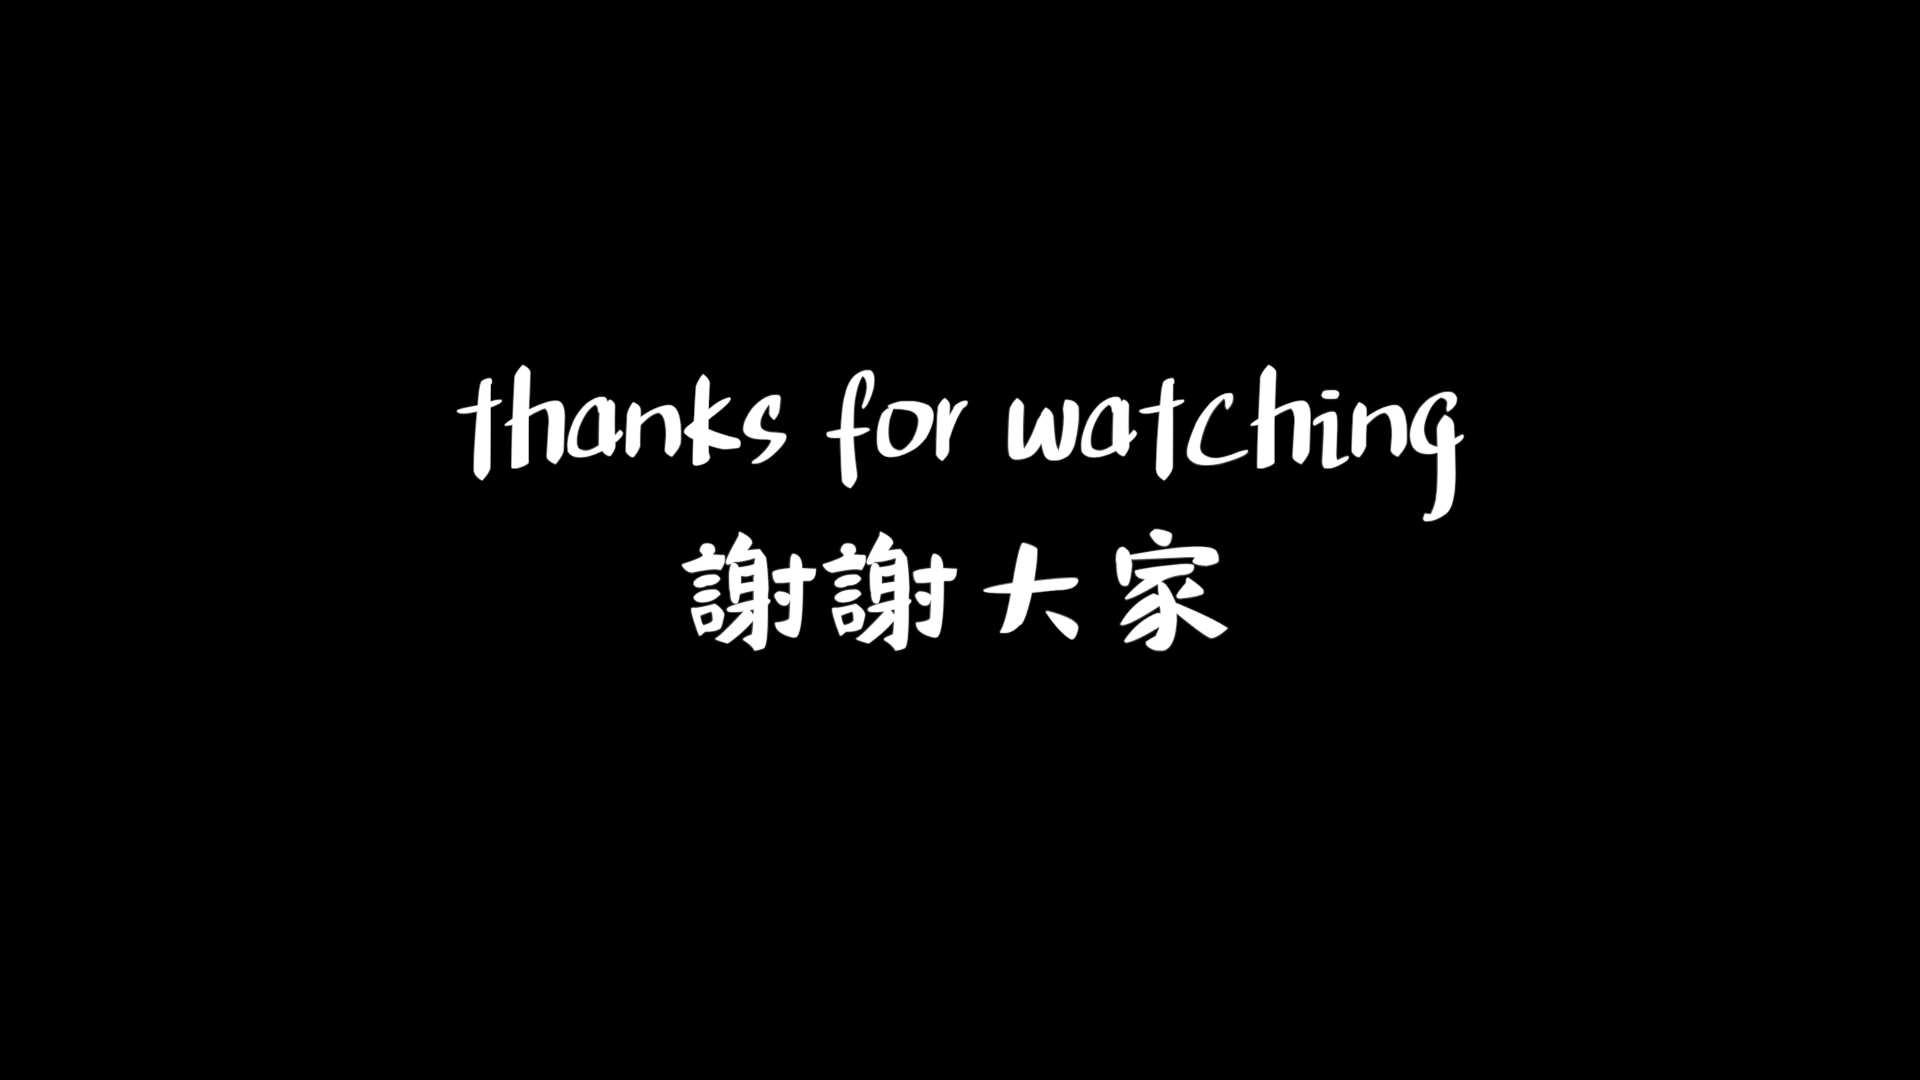 thanks for watching
謝謝大家